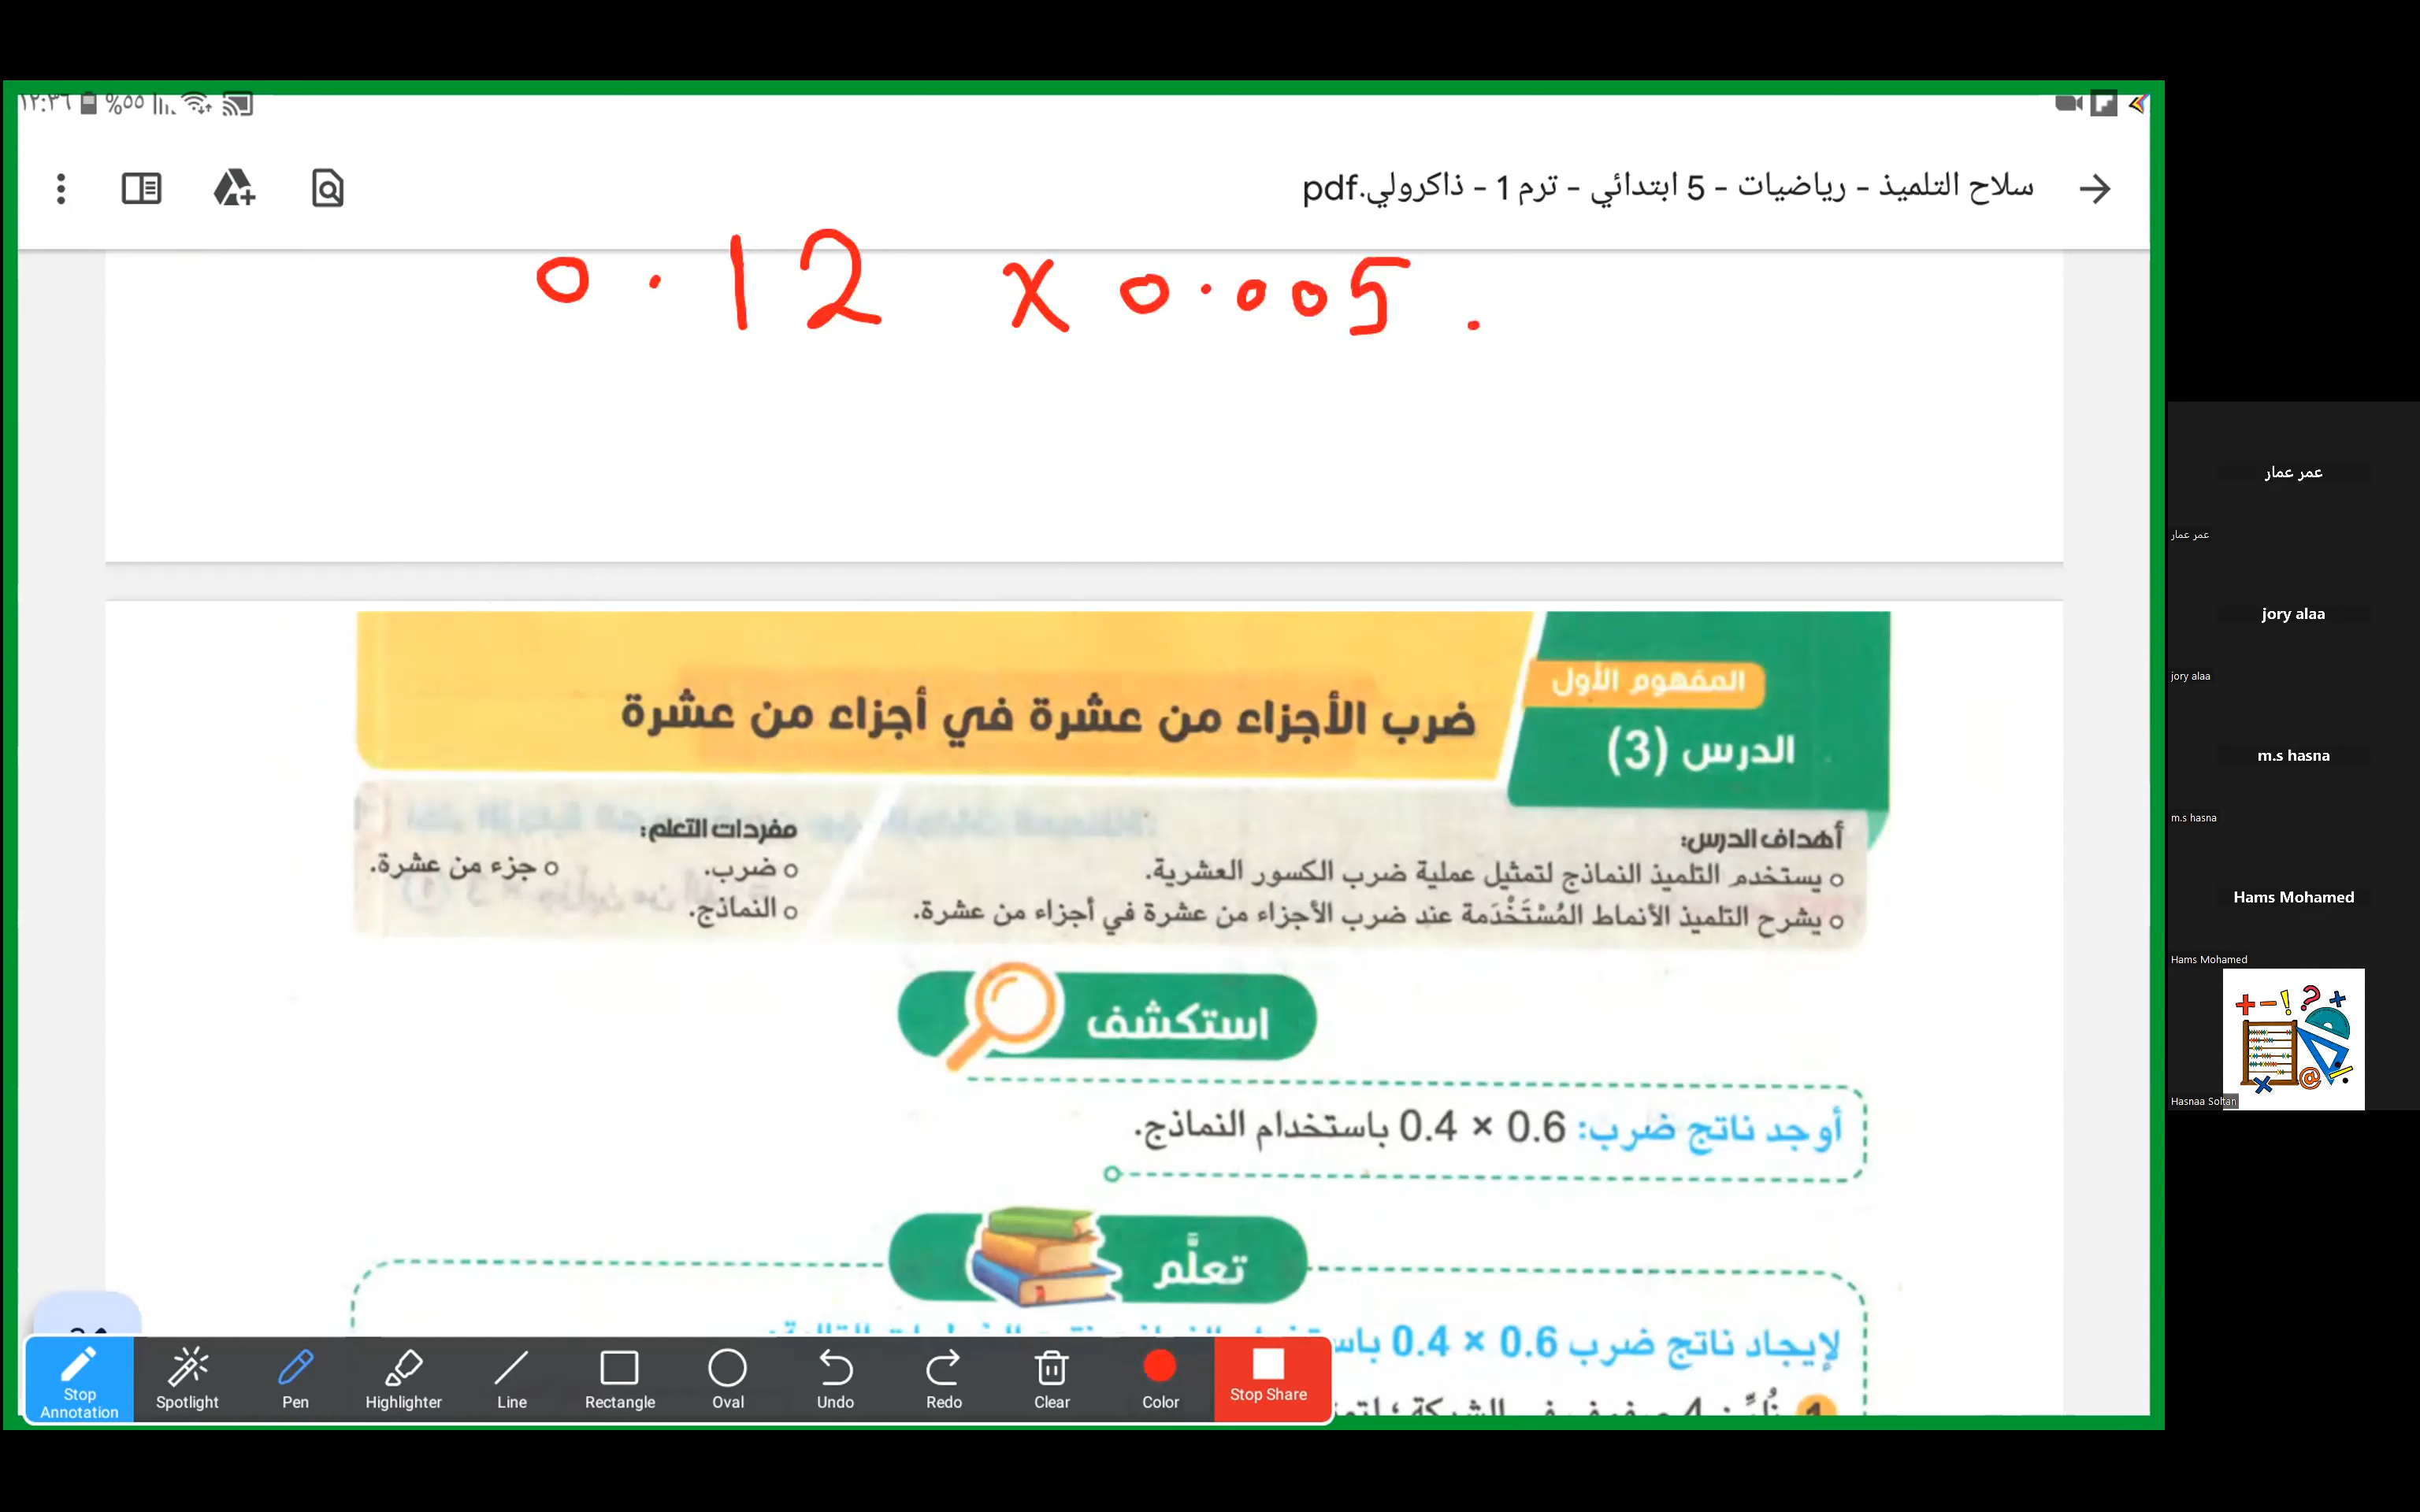 ١٢:٣٦ %٥٥
سلاح التلميذ - رياضيات - 5 ابتدائي - ترم 1 - ذاكرولي.pdf
0.12 × 0.005.
المفهوم الأول
الدرس (3)
ضرب الأجزاء من عشرة في أجزاء من عشرة
أهداف الدرس:
يستخدم التلميذ النماذج لتمثيل عملية ضرب الكسور العشرية.
يشرح التلميذ الأنماط المُسْتَخْدَمة عند ضرب الأجزاء من عشرة في أجزاء من عشرة.
مفردات التعلم:
ضرب. جزء من عشرة.
النماذج.
استكشف
أوجد ناتج ضرب: 0.6 × 0.4 باستخدام النماذج.
تعلَّم
لإيجاد ناتج ضرب 0.6 × 0.4
Stop Annotation
Spotlight
Pen
Highlighter
Line
Rectangle
Oval
Undo
Redo
Clear
Color
Stop Share
عمر عمار
عمر عمار
jory alaa
jory alaa
m.s hasna
m.s hasna
Hams Mohamed
Hams Mohamed
Hasnaa Soltan